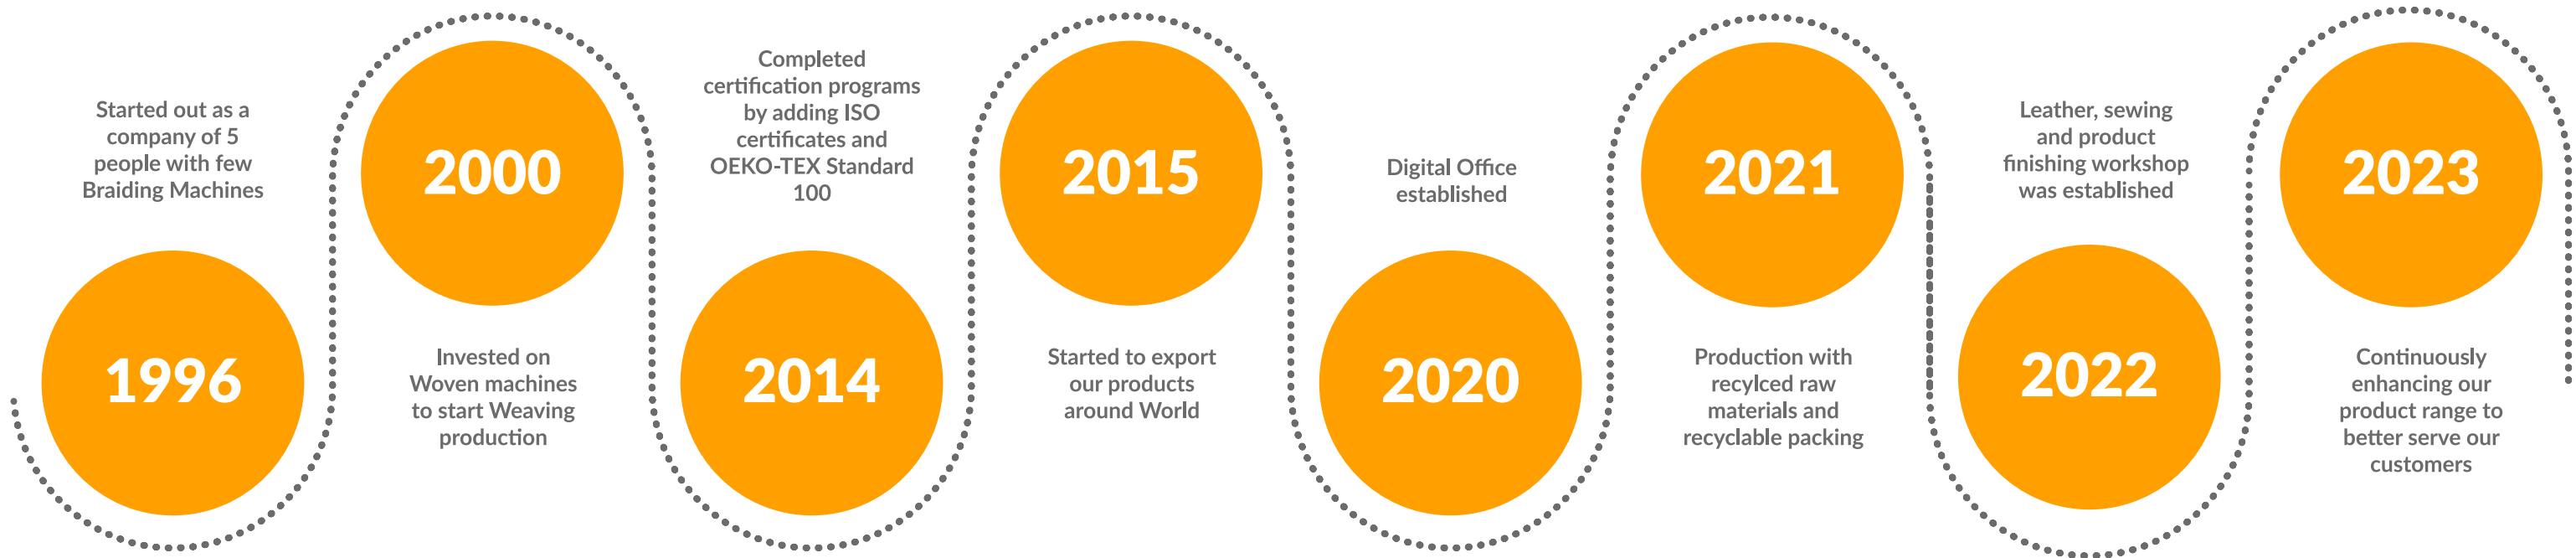 Started out as a
company of 5
people with few
Braiding Machines
1996
2000
Invested on
Woven machines
to start Weaving
production
Completed
certification programs
by adding ISO
certificates and
OEKO-TEX Standard
100
2014
2015
Started to export
our products
around World
Digital Office
established
2020
2021
Production with
recylced raw
materials and
recyclable packing
Leather, sewing
and product
finishing workshop
was established
2022
2023
Continuously
enhancing our
product range to
better serve our
customers